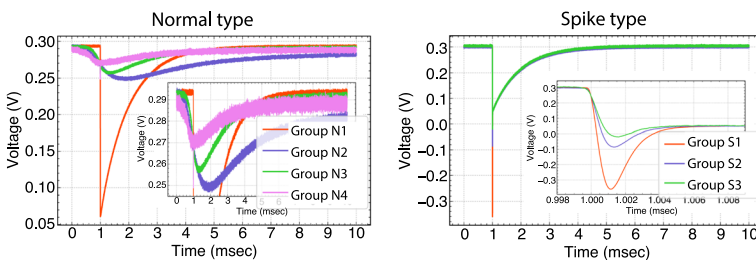 Normal type
Spike type
Voltage (V)
0.30
0.25
0.20
0.15
0.10
0.05
0 1 2 3 4 5 6 7 8 9 10
Time (msec)
Voltage (V)
0.29
0.28
0.27
0.26
0.25
0 2 4 6
Time (msec)
Group N1
Group N2
Group N3
Group N4
Voltage (V)
0.3
0.2
0.1
0.0
−0.1
−0.2
−0.3
0 1 2 3 4 5 6 7 8 9 10
Time (msec)
Voltage (V)
0.3
0.2
0.1
0.0
−0.1
−0.2
−0.3
0.998 1.000 1.002 1.004 1.006 1.008
Time (msec)
Group S1
Group S2
Group S3